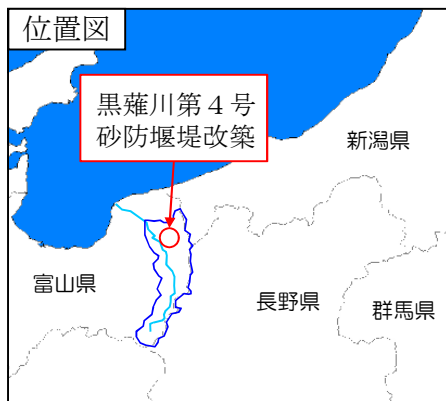 位置図
黒薙川第４号
砂防堰堤改築
新潟県
富山県
長野県
群馬県